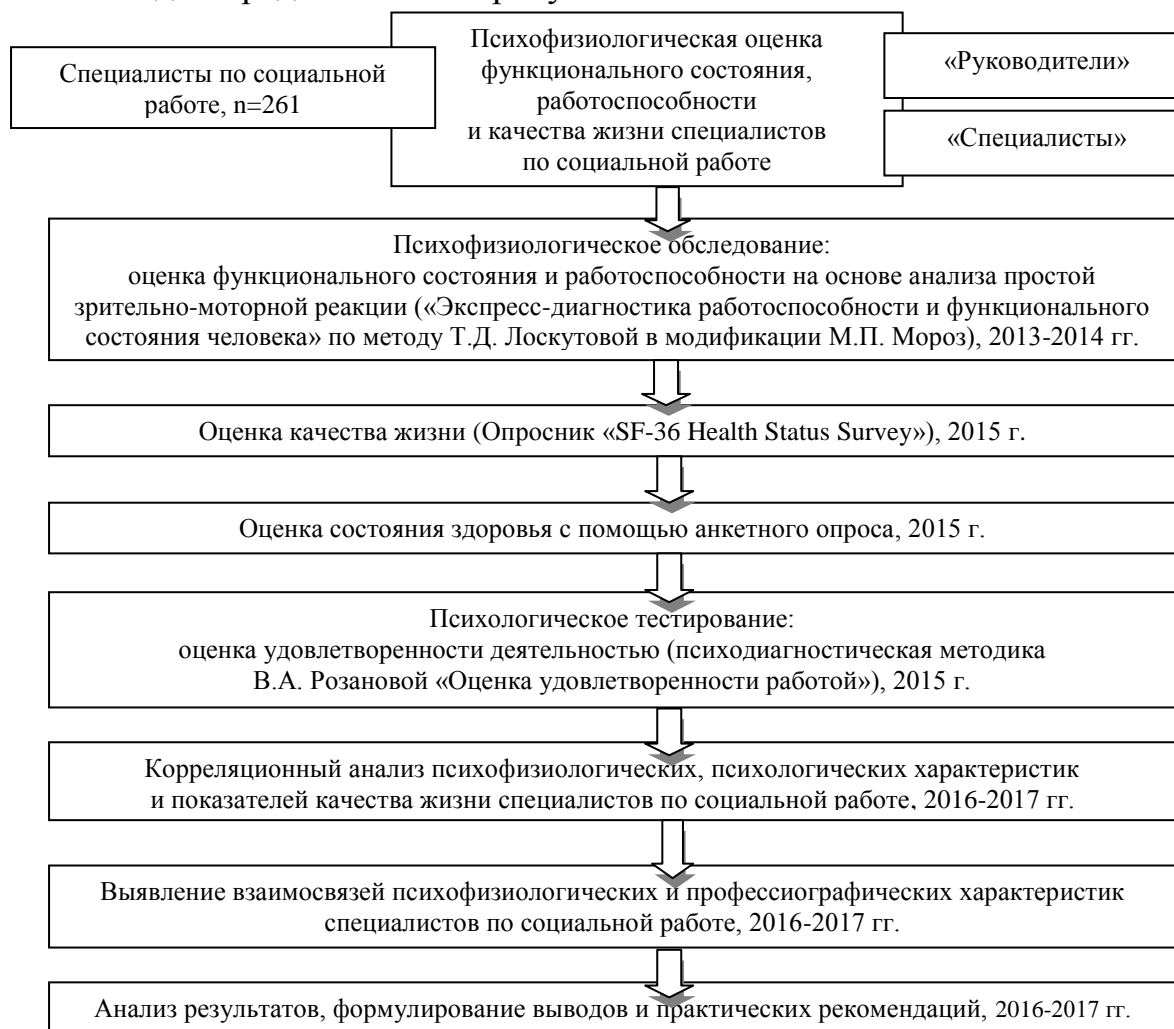 Специалисты по социальной
работе, n=261
Психофизиологическая оценка
функционального состояния,
работоспособности
и качества жизни специалистов
по социальной работе
«Руководители»
«Специалисты»
Психофизиологическое обследование:
оценка функционального состояния и работоспособности на основе анализа простой
зрительно-моторной реакции («Экспресс-диагностика работоспособности и функционального
состояния человека» по методу Т.Д. Лоскутовой в модификации М.П. Мороз), 2013-2014 гг.
Оценка качества жизни (Опросник «SF-36 Health Status Survey»), 2015 г.
Оценка состояния здоровья с помощью анкетного опроса, 2015 г.
Психологическое тестирование:
оценка удовлетворенности деятельностью (психодиагностическая методика
В.А. Розановой «Оценка удовлетворенности работой»), 2015 г.
Корреляционный анализ психофизиологических, психологических характеристик
и показателей качества жизни специалистов по социальной работе, 2016-2017 гг.
Выявление взаимосвязей психофизиологических и профессиографических характеристик
специалистов по социальной работе, 2016-2017 гг.
Анализ результатов, формулирование выводов и практических рекомендаций, 2016-2017 гг.